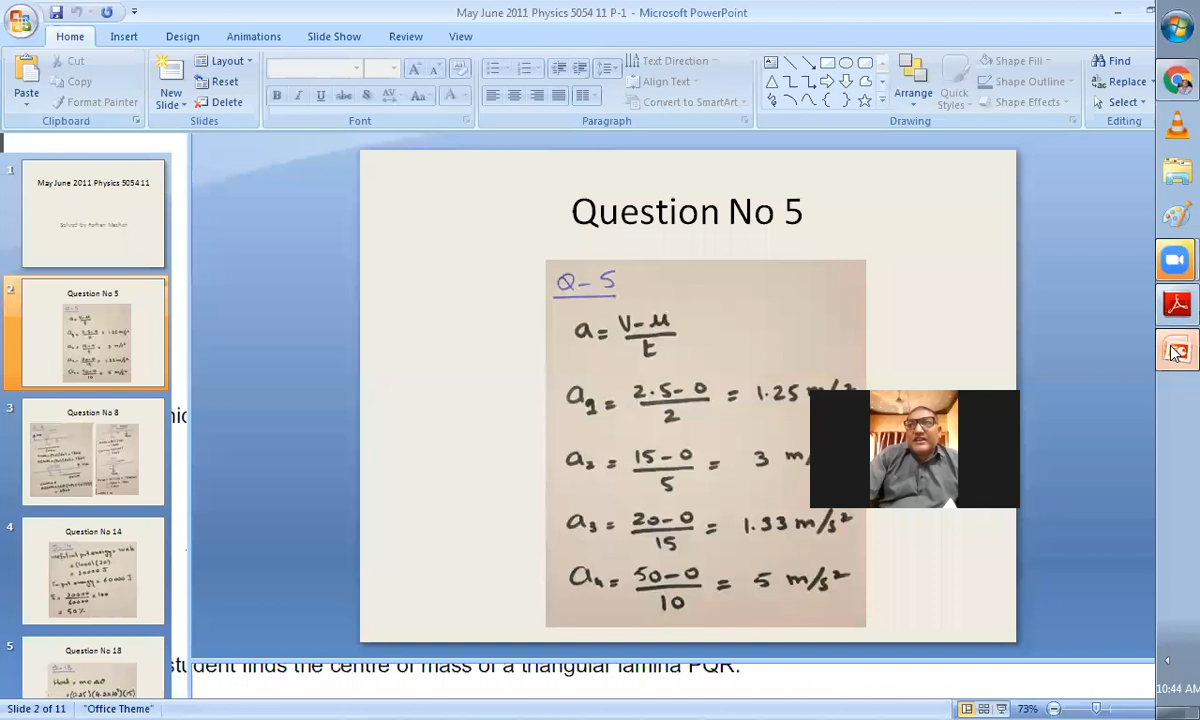 May June 2011 Physics 5054 11 P-1 - Microsoft PowerPoint
Home Insert Design Animations Slide Show Review View
Paste
Cut
Copy
Format Painter
Clipboard
New Slide
Layout
Reset
Delete
Slides
B I U abc S AV Aa A
Font
Text Direction
Align Text
Convert to SmartArt
Paragraph
Arrange
Quick Styles
Shape Fill
Shape Outline
Shape Effects
Drawing
Find
Replace
Select
Editing
1
May June 2011 Physics 5054 11
2
Question No 5
3
Question No 8
4
Question No 14
5
Question No 18
Question No 5
Q-5
a = V-u / t
a₁ = 2.5-0 / 2 = 1.25 m/s²
a₂ = 15-0 / 5 = 3 m/
a₃ = 20-0 / 15 = 1.33 m/s²
a₄ = 50-0 / 10 = 5 m/s²
student finds the centre of mass of a triangular lamina PQR.
Slide 2 of 11 "Office Theme" 73%
10:44 AM